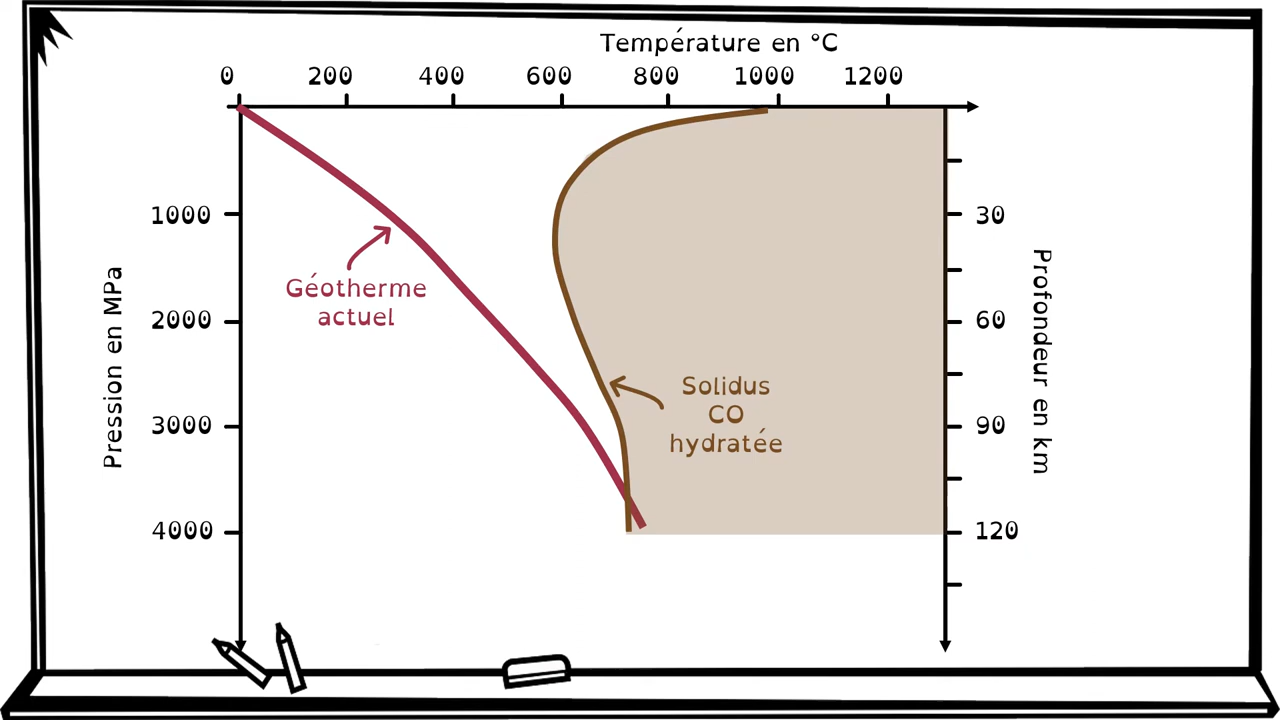 Température en °C
0 200 400 600 800 1000 1200
1000 30
2000 60
3000 90
4000 120
Pression en MPa
Profondeur en km
Géotherme
actuel
Solidus
CO
hydratée